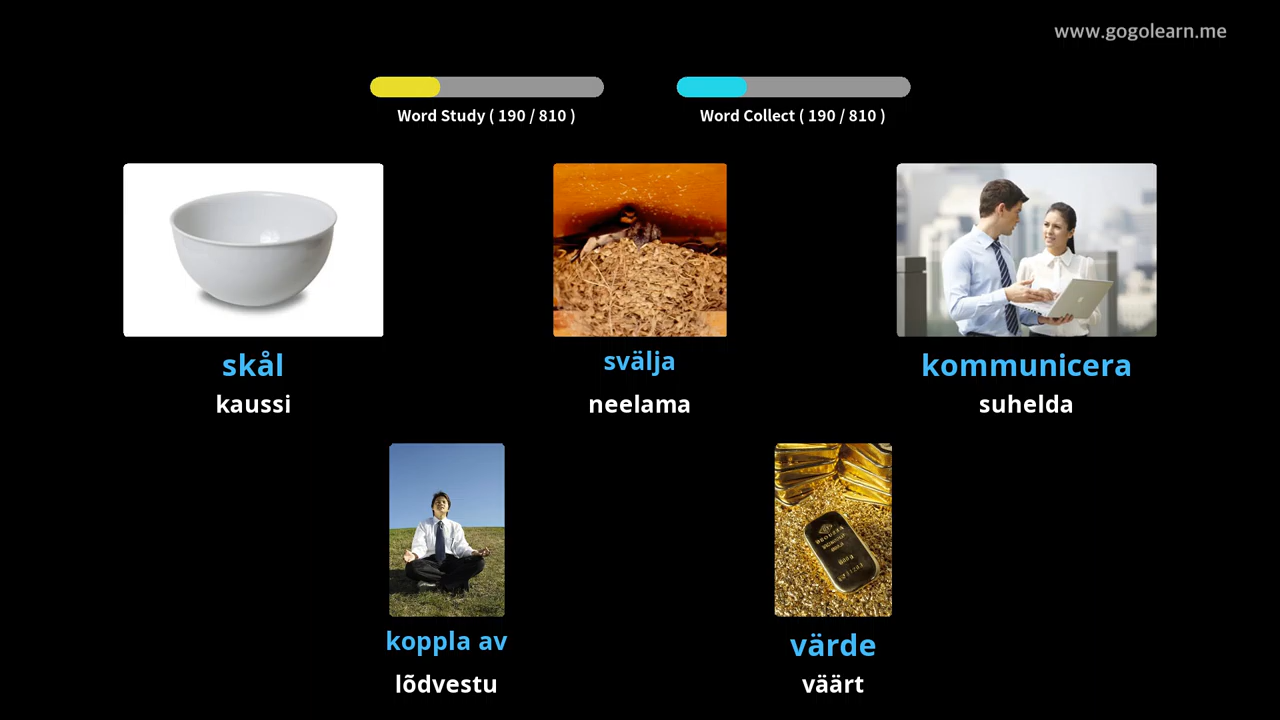 www.gogolearn.me
Word Study ( 190 / 810 )
Word Collect ( 190 / 810 )
skål
kaussi
svälja
neelama
kommunicera
suhelda
koppla av
lõdvestu
värde
väärt